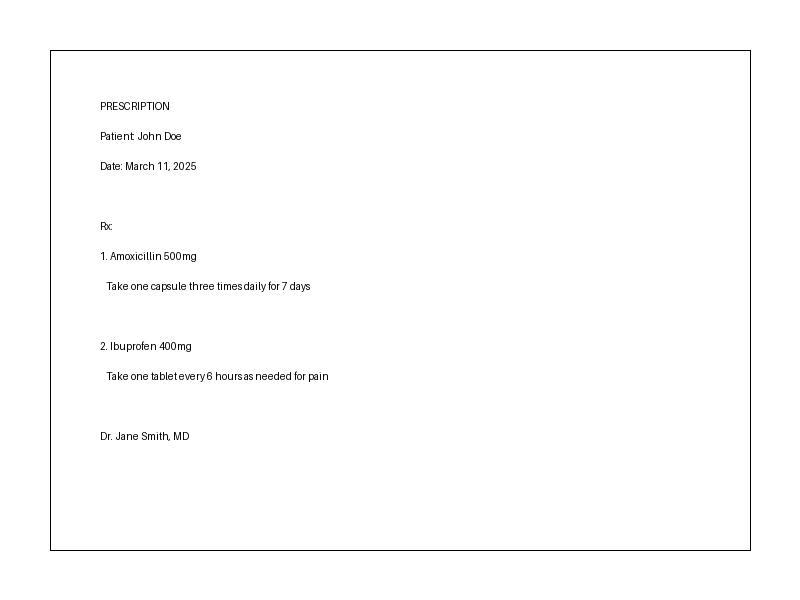 PRESCRIPTION
Patient: John Doe
Date: March 11, 2025
Rx:
1. Amoxicillin 500mg
Take one capsule three times daily for 7 days
2. Ibuprofen 400mg
Take one tablet every 6 hours as needed for pain
Dr. Jane Smith, MD